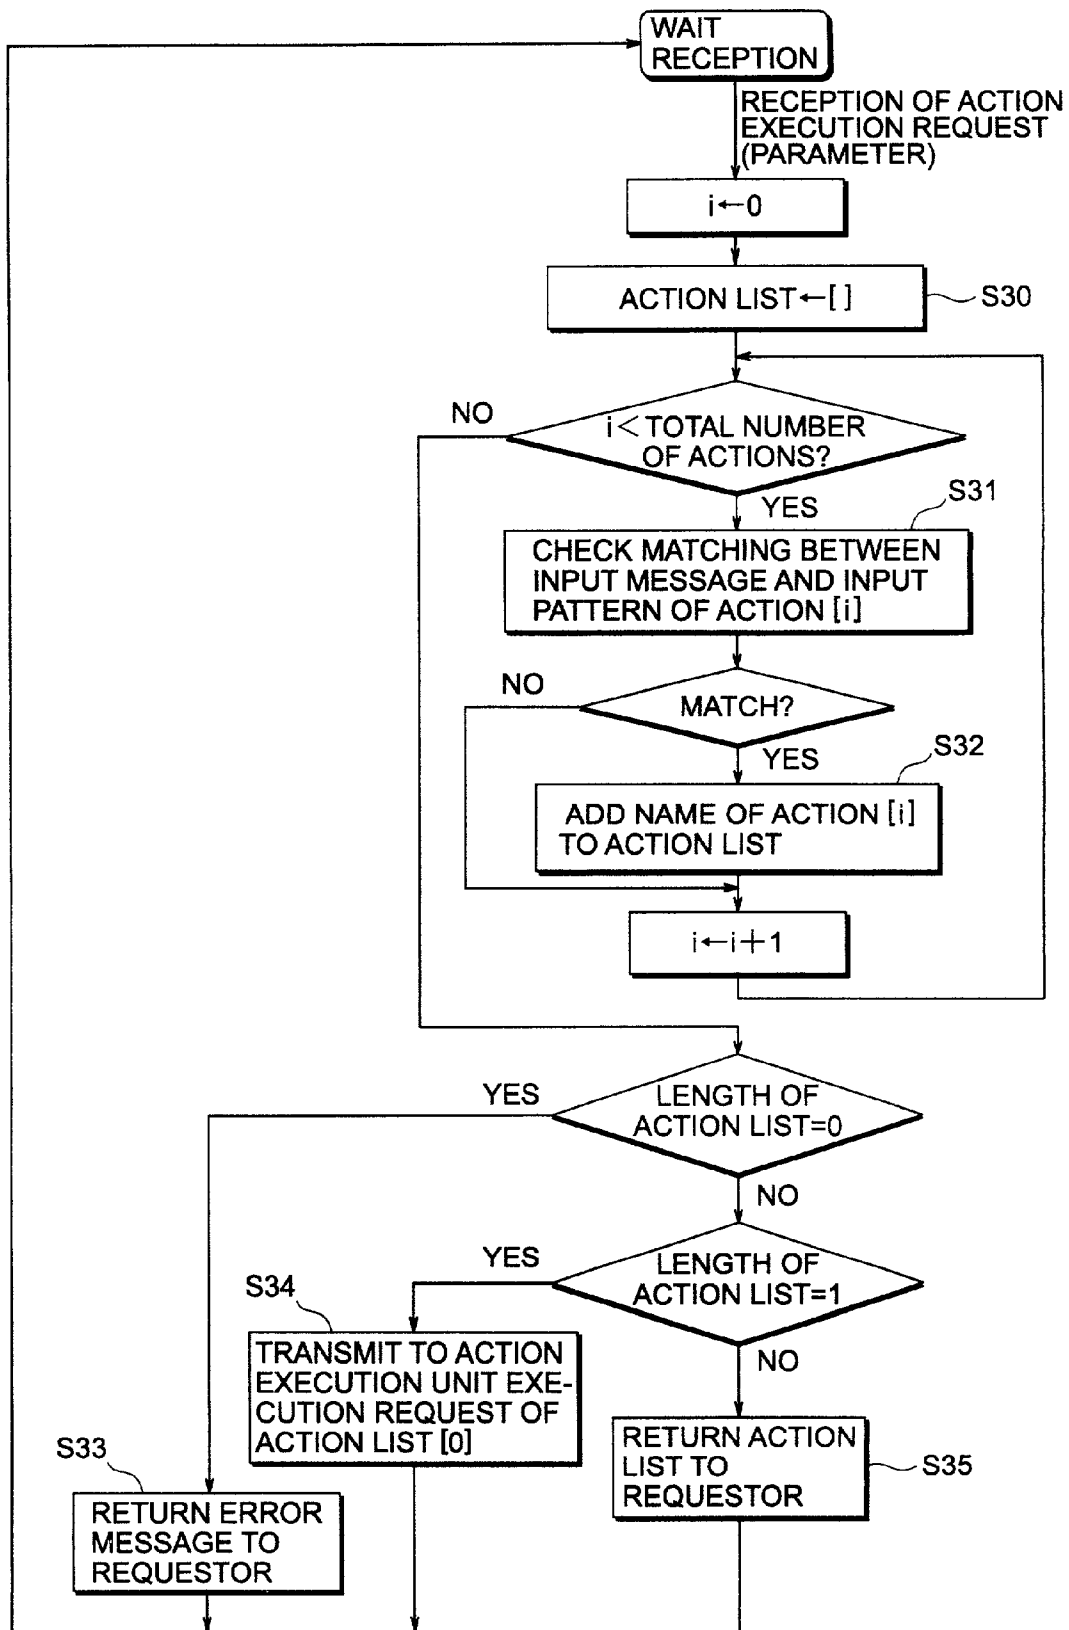 WAIT
RECEPTION
RECEPTION OF ACTION
EXECUTION REQUEST
(PARAMETER)
i←0
ACTION LIST←[ ]
S30
NO
i<TOTAL NUMBER
OF ACTIONS?
YES
S31
CHECK MATCHING BETWEEN
INPUT MESSAGE AND INPUT
PATTERN OF ACTION [i]
NO
MATCH?
YES
S32
ADD NAME OF ACTION [i]
TO ACTION LIST
i←i+1
YES
LENGTH OF
ACTION LIST=0
NO
YES
LENGTH OF
ACTION LIST=1
S34
NO
TRANSMIT TO ACTION
EXECUTION UNIT EXE-
CUTION REQUEST OF
ACTION LIST [0]
RETURN ACTION
LIST TO
REQUESTOR
S35
S33
RETURN ERROR
MESSAGE TO
REQUESTOR